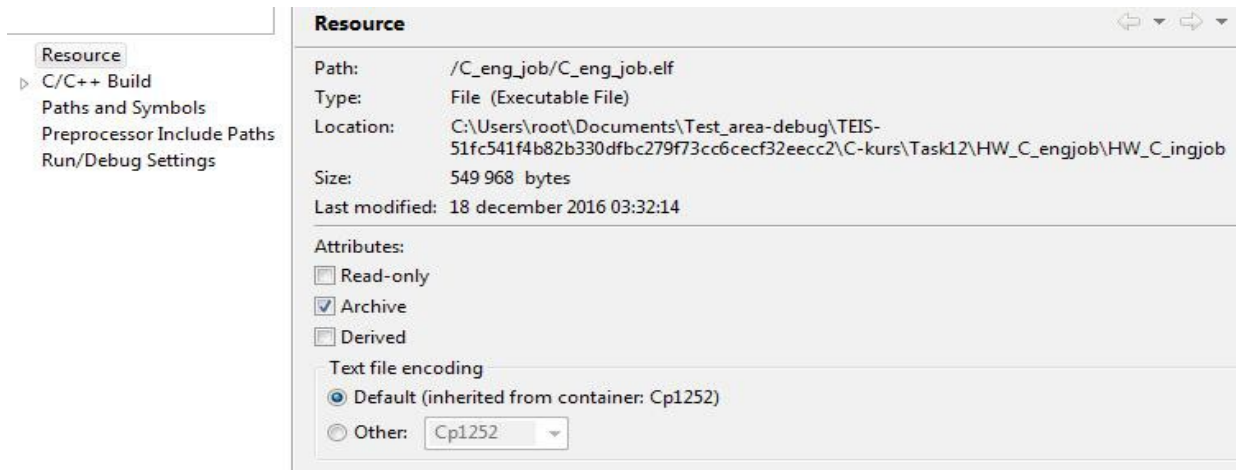 Resource
C/C++ Build
Paths and Symbols
Preprocessor Include Paths
Run/Debug Settings
Resource
Path: /C_eng_job/C_eng_job.elf
Type: File (Executable File)
Location: C:\Users\root\Documents\Test_area-debug\TEIS-
51fc541f4b82b330dfbc279f73cc6cecf32eecc2\C-kurs\Task12\HW_C_engjob\HW_C_ingjob
Size: 549 968 bytes
Last modified: 18 december 2016 03:32:14
Attributes:
Read-only
Archive
Derived
Text file encoding
Default (inherited from container: Cp1252)
Other: Cp1252